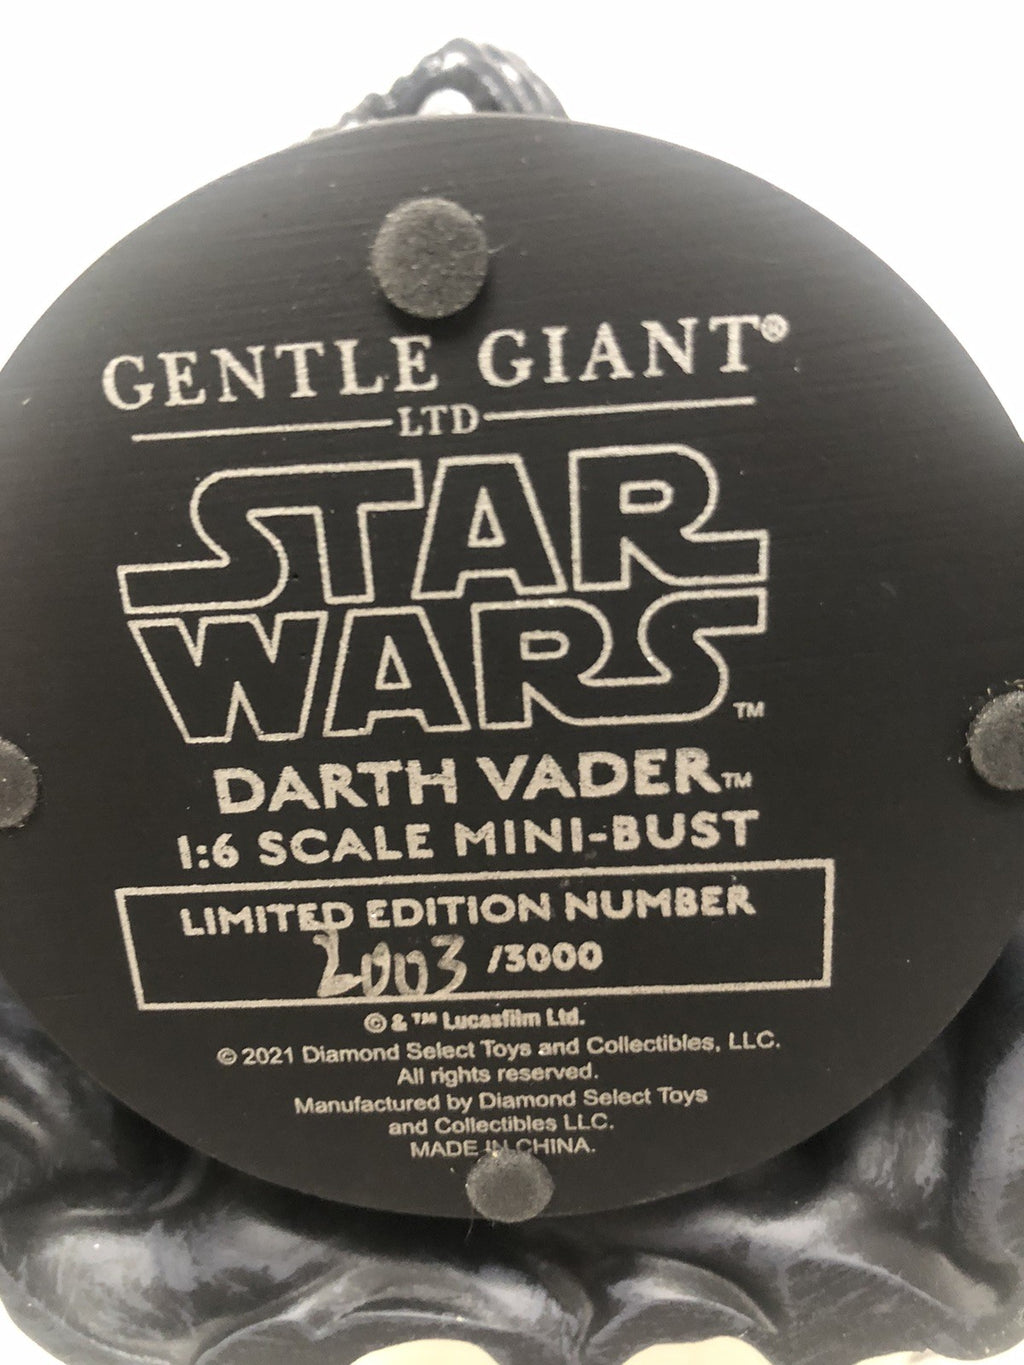 GENTLE GIANT®
LTD
STAR
WARS™
DARTH VADER™
1:6 SCALE MINI-BUST
LIMITED EDITION NUMBER
2003 /3000
© & ™ Lucasfilm Ltd.
© 2021 Diamond Select Toys and Collectibles, LLC.
All rights reserved.
Manufactured by Diamond Select Toys
and Collectibles LLC.
MADE IN CHINA.